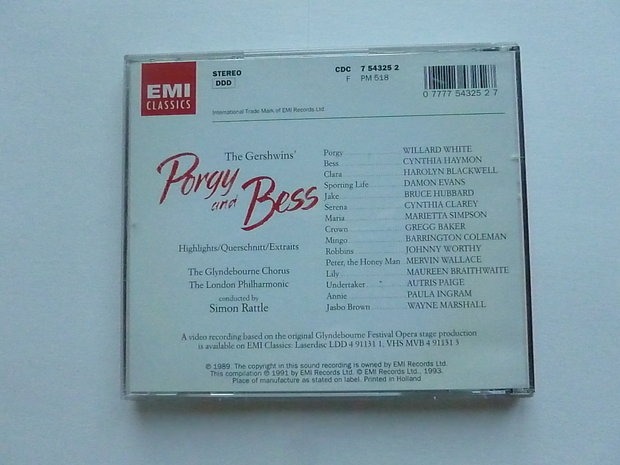 EMI
CLASSICS
STEREO
DDD
CDC 7 54325 2
F PM 518
0 7777 54325 2 7
International Trade Mark of EMI Records Ltd.
The Gershwins'
Porgy
and Bess
Highlights/Querschnitt/Extraits
The Glyndebourne Chorus
The London Philharmonic
conducted by
Simon Rattle
Porgy WILLARD WHITE
Bess CYNTHIA HAYMON
Clara HAROLYN BLACKWELL
Sporting Life DAMON EVANS
Jake BRUCE HUBBARD
Serena CYNTHIA CLAREY
Maria MARIETTA SIMPSON
Crown GREGG BAKER
Mingo BARRINGTON COLEMAN
Robbins JOHNNY WORTHY
Peter, the Honey Man MERVIN WALLACE
Lily MAUREEN BRAITHWAITE
Undertaker AUTRIS PAIGE
Annie PAULA INGRAM
Jasbo Brown WAYNE MARSHALL
A video recording based on the original Glyndebourne Festival Opera stage production
is available on EMI Classics: Laserdisc LDD 4 91131 1, VHS MVB 4 91131 3
℗ 1989. The copyright in this sound recording is owned by EMI Records Ltd.
This compilation ℗ 1991 by EMI Records Ltd. © EMI Records Ltd., 1993.
Place of manufacture as stated on label. Printed in Holland